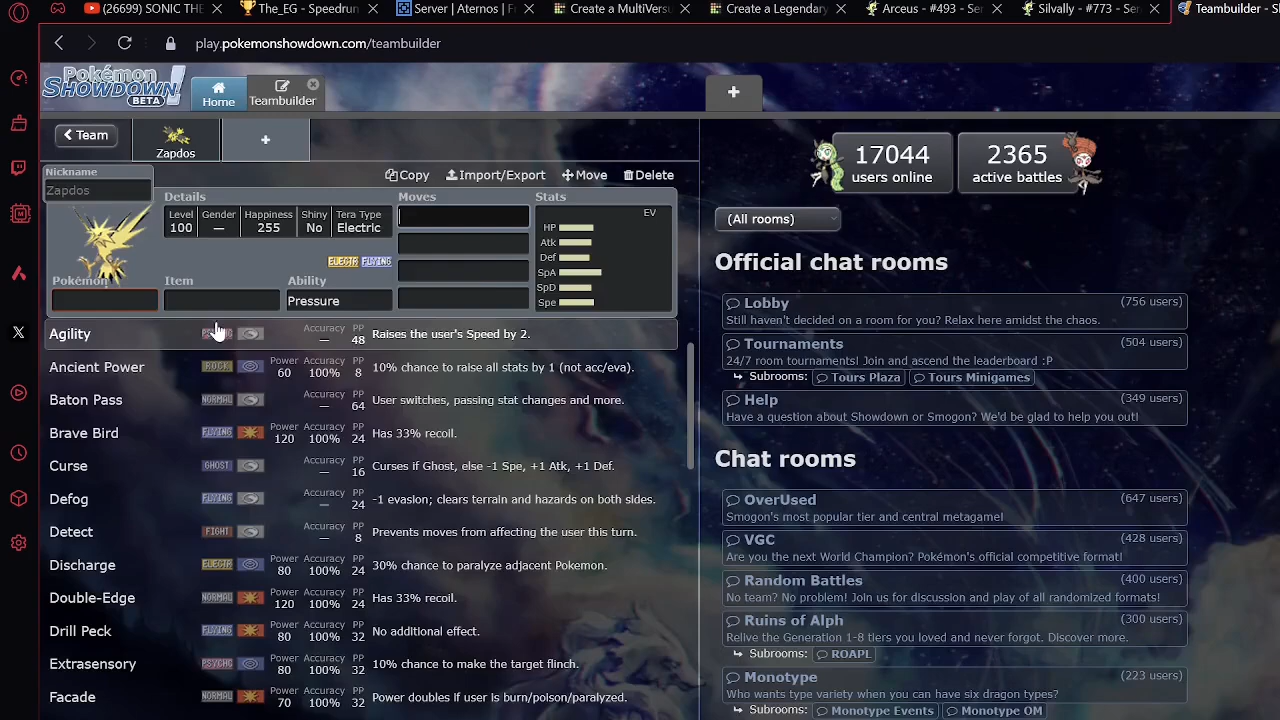 (26699) SONIC THE
The_EG - Speedrun
Server | Aternos | F
Create a MultiVersu
Create a Legendary
Arceus - #493 - Ser
Silvally - #773 - Ser
Teambuilder - S
play.pokemonshowdown.com/teambuilder
Pokémon
SHOWDOWN!
BETA
Home
Teambuilder
+
Team
Zapdos
+
Nickname
Zapdos
Copy
Import/Export
Move
Delete
Details
Level
100
Gender
—
Happiness
255
Shiny
No
Tera Type
Electric
ELECTR FLYING
Pokémon
Item
Ability
Pressure
Moves
Stats
EV
HP
Atk
Def
SpA
SpD
Spe
Agility Accuracy — PP 48 Raises the user's Speed by 2.
Ancient Power ROCK Power 60 Accuracy 100% PP 8 10% chance to raise all stats by 1 (not acc/eva).
Baton Pass NORMAL Accuracy — PP 64 User switches, passing stat changes and more.
Brave Bird FLYING Power 120 Accuracy 100% PP 24 Has 33% recoil.
Curse GHOST Accuracy — PP 16 Curses if Ghost, else -1 Spe, +1 Atk, +1 Def.
Defog FLYING Accuracy — PP 24 -1 evasion; clears terrain and hazards on both sides.
Detect FIGHT Accuracy — PP 8 Prevents moves from affecting the user this turn.
Discharge ELECTR Power 80 Accuracy 100% PP 24 30% chance to paralyze adjacent Pokemon.
Double-Edge NORMAL Power 120 Accuracy 100% PP 24 Has 33% recoil.
Drill Peck FLYING Power 80 Accuracy 100% PP 32 No additional effect.
Extrasensory PSYCHC Power 80 Accuracy 100% PP 32 10% chance to make the target flinch.
Facade NORMAL Power 70 Accuracy 100% PP 32 Power doubles if user is burn/poison/paralyzed.
17044
users online
2365
active battles
(All rooms)
Official chat rooms
Lobby (756 users)
Still haven't decided on a room for you? Relax here amidst the chaos.
Tournaments (504 users)
24/7 room tournaments! Join and ascend the leaderboard :P
Subrooms: Tours Plaza Tours Minigames
Help (349 users)
Have a question about Showdown or Smogon? We'd be glad to help you out!
Chat rooms
OverUsed (647 users)
Smogon's most popular tier and central metagame!
VGC (428 users)
Are you the next World Champion? Pokémon's official competitive format!
Random Battles (400 users)
No team? No problem! Join us for discussion and play of all randomized formats!
Ruins of Alph (300 users)
Relive the Generation 1-8 tiers you loved and never forgot. Discover more.
Subrooms: ROAPL
Monotype (223 users)
Who wants type variety when you can have six dragon types?
Subrooms: Monotype Events Monotype OM